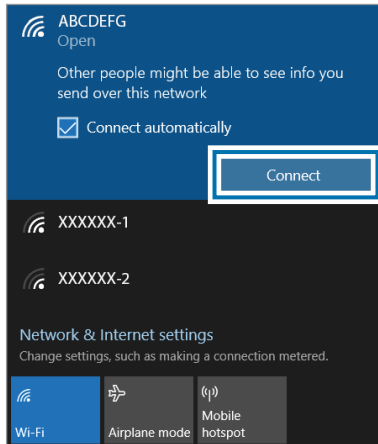 ABCDEFG
Open
Other people might be able to see info you
send over this network
Connect automatically
Connect
XXXXXX-1
XXXXXX-2
Network & Internet settings
Change settings, such as making a connection metered.
Wi-Fi
Airplane mode
Mobile
hotspot